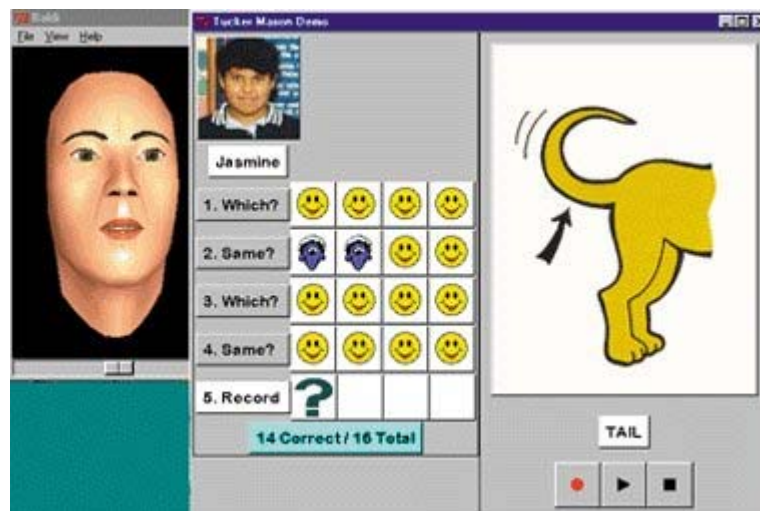 Baldi
File View Help
Tucker Maxon Demo
Jasmine
1. Which?
2. Same?
3. Which?
4. Same?
5. Record
?
14 Correct / 16 Total
TAIL